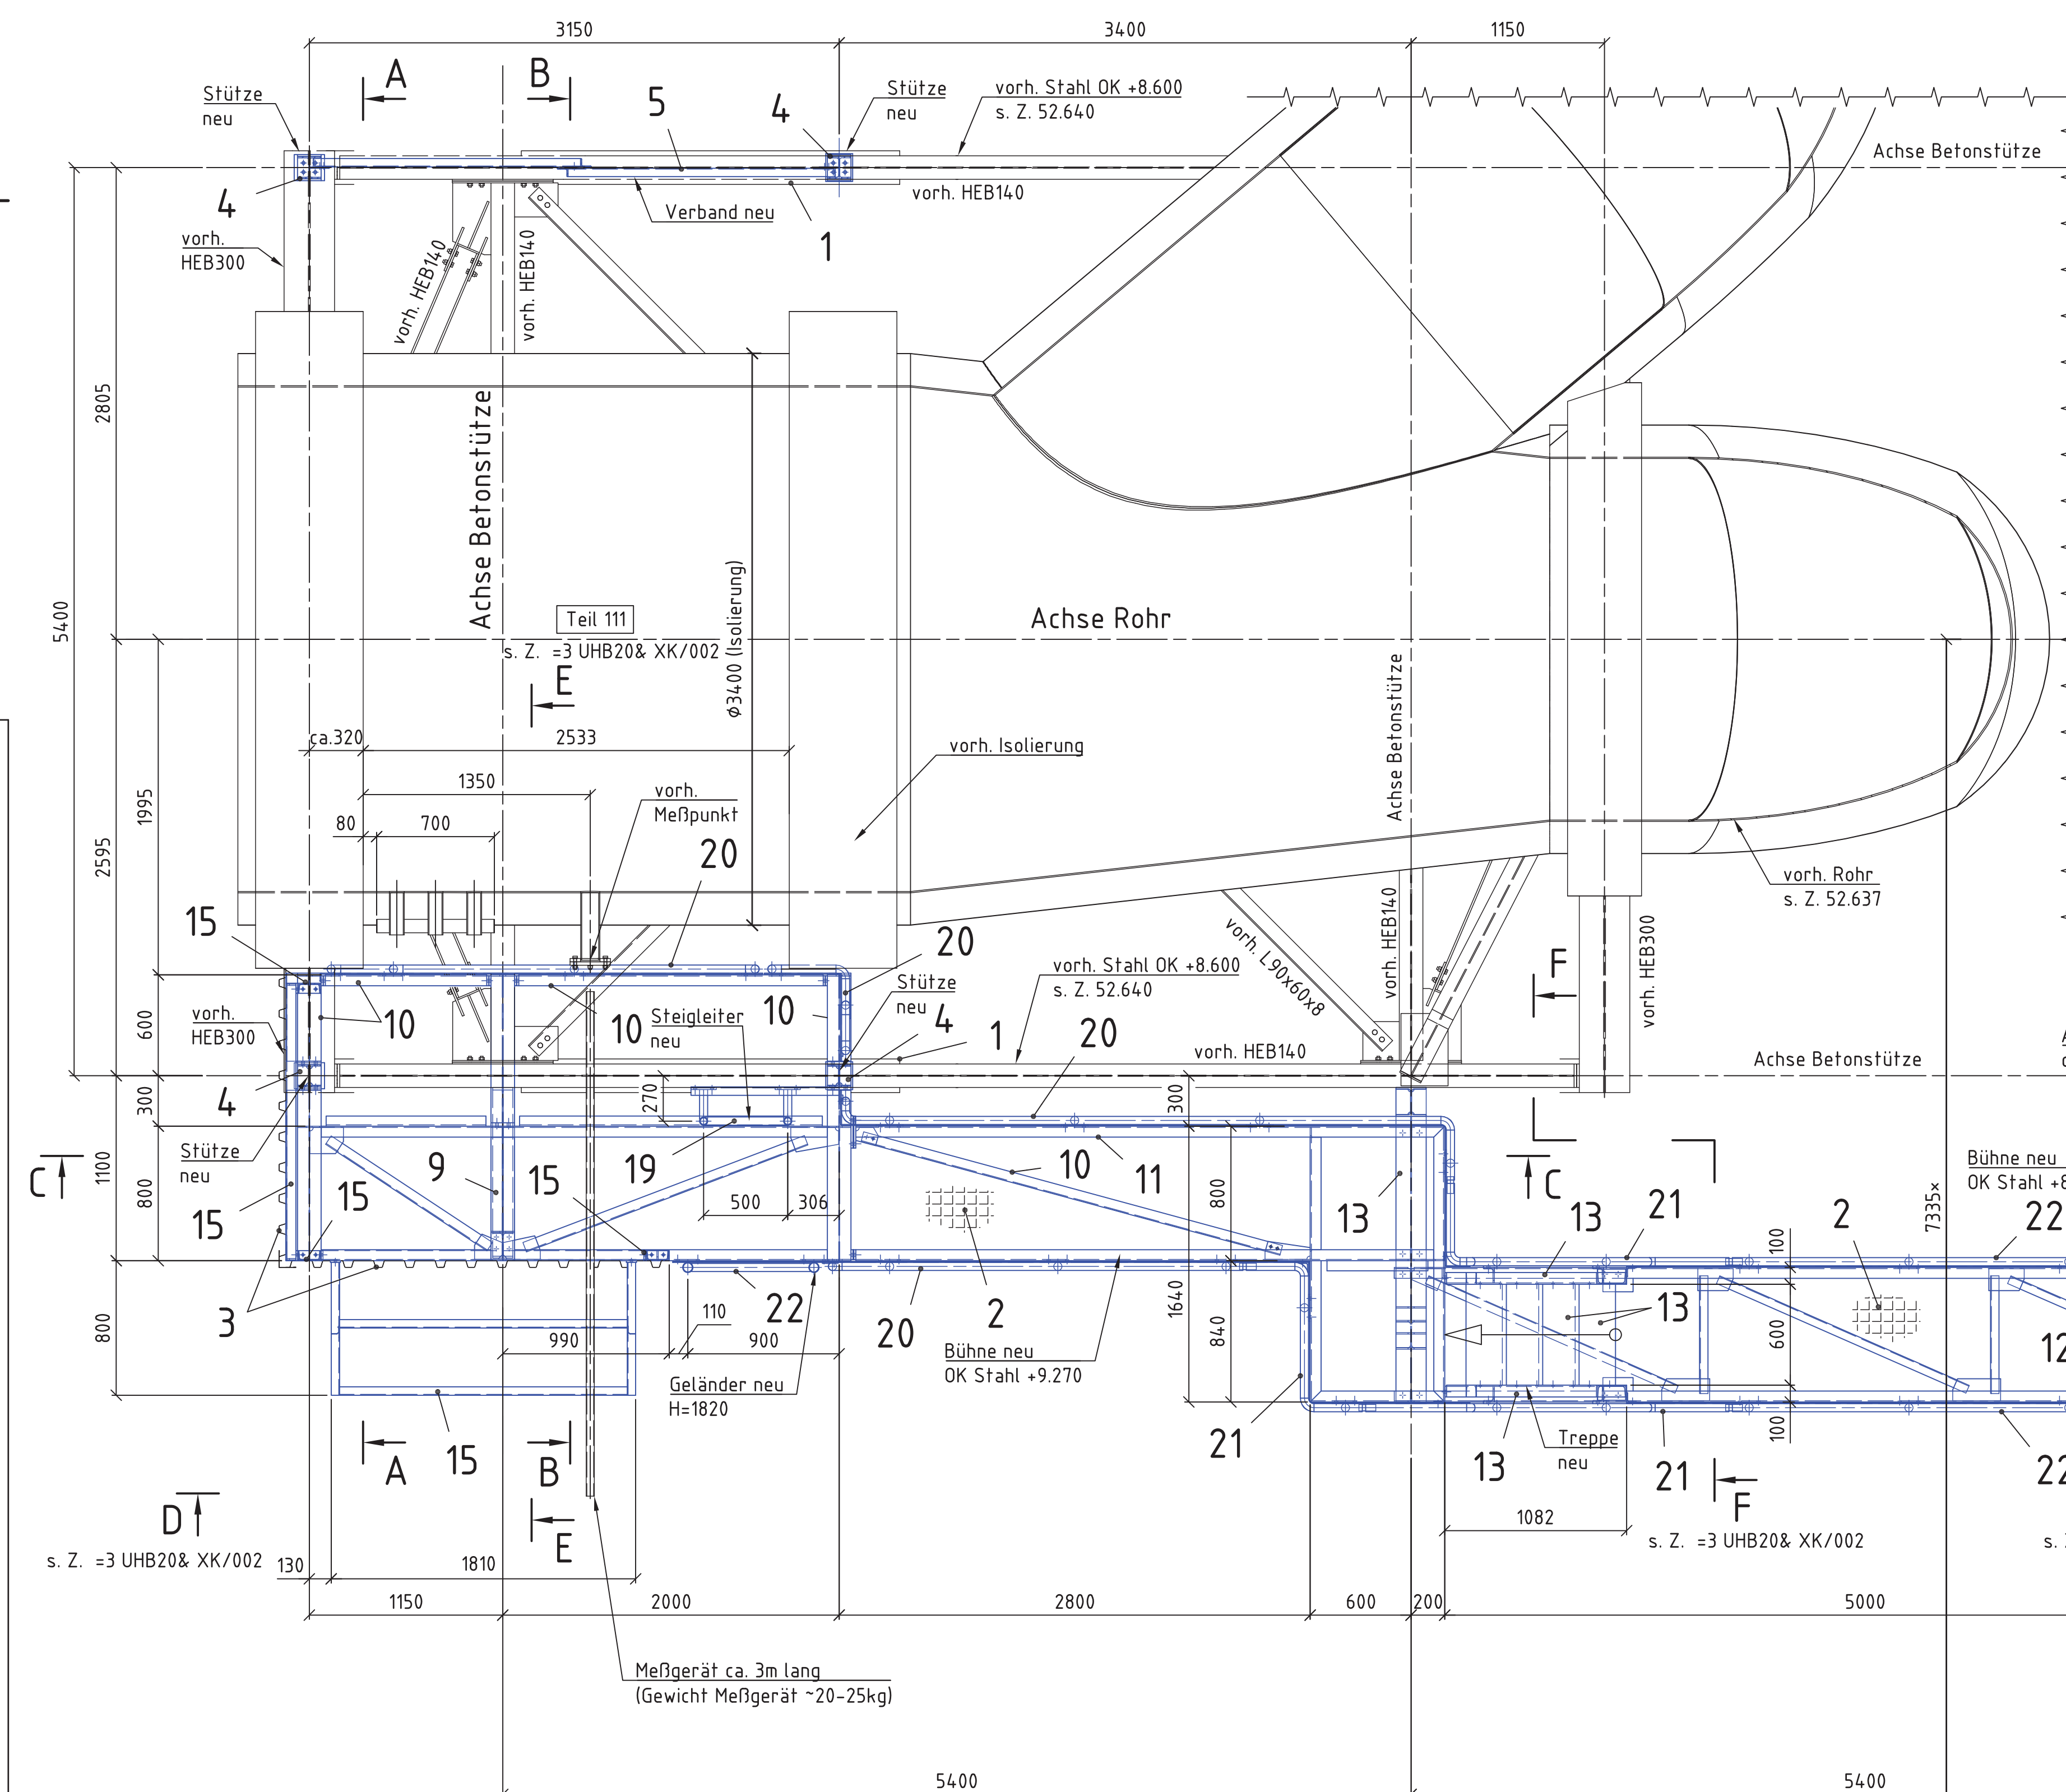 3150
3400
1150
A
B
Stütze
neu
5
4
Stütze
neu
vorh. Stahl OK +8.600
s. Z. 52.640
Achse Betonstütze
4
Verband neu
vorh. HEB140
1
vorh.
HEB300
vorh. HEB140
vorh. HEB140
2805
5400
Achse Betonstütze
Teil 111
s. Z. =3 UHB20& XK/002
ø3400 (Isolierung)
Achse Rohr
E
Achse Betonstütze
ca.320
2533
vorh. Isolierung
1350
vorh.
Meßpunkt
80
700
20
1995
2595
vorh. Rohr
s. Z. 52.637
15
20
vorh. L90x60x8
vorh. HEB140
vorh. HEB300
F
vorh. Stahl OK +8.600
s. Z. 52.640
Stütze
neu
4
1
20
vorh.
HEB300
10
10
Steigleiter
neu
10
600
vorh. HEB140
Achse Betonstütze
4
300
270
300
Stütze
neu
C
1100
800
9
15
19
10
11
800
13
C
Bühne neu
OK Stahl +8
15
15
500
306
13
21
2
7335×
22
100
3
800
110
990
900
22
20
2
1640
840
13
600
12
Bühne neu
OK Stahl +9.270
Geländer neu
H=1820
100
A
15
B
21
Treppe
neu
13
21
22
D
E
F
1082
s. Z. =3 UHB20& XK/002
130
1810
s. Z. =3 UHB20& XK/002
s.
1150
2000
2800
600
200
5000
Meßgerät ca. 3m lang
(Gewicht Meßgerät ~20-25kg)
5400
5400